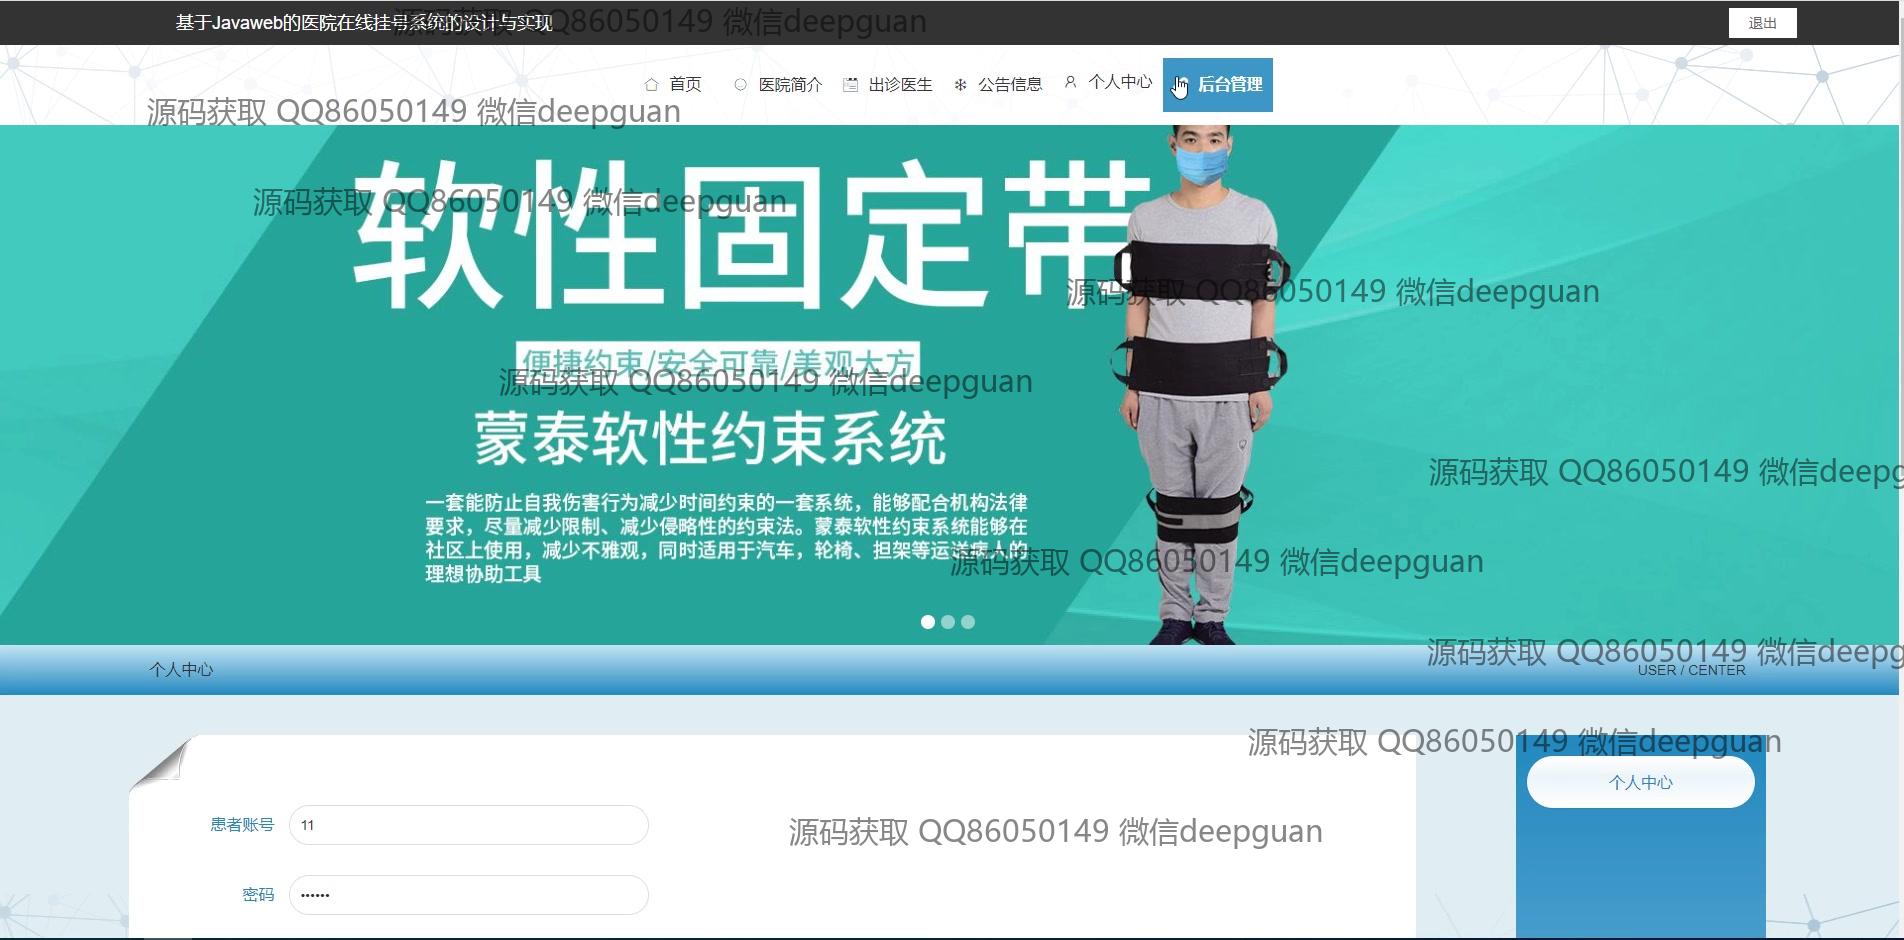 基于Javaweb的医院在线挂号系统的设计与实现
源码获取 QQ86050149 微信deepguan
退出
首页
医院简介
出诊医生
公告信息
个人中心
后台管理
源码获取 QQ86050149 微信deepguan
软性固定带
源码获取 QQ86050149 微信deepguan
源码获取 QQ86050149 微信deepguan
便捷约束/安全可靠/美观大方
源码获取 QQ86050149 微信deepguan
蒙泰软性约束系统
源码获取 QQ86050149 微信deepg
一套能防止自我伤害行为减少时间约束的一套系统，能够配合机构法律
要求，尽量减少限制、减少侵略性的约束法。蒙泰软性约束系统能够在
社区上使用，减少不雅观，同时适用于汽车，轮椅、担架等运送病人的
理想协助工具
源码获取 QQ86050149 微信deepguan
源码获取 QQ86050149 微信deepg
个人中心
USER / CENTER
源码获取 QQ86050149 微信deepguan
个人中心
患者账号
11
源码获取 QQ86050149 微信deepguan
密码
••••••